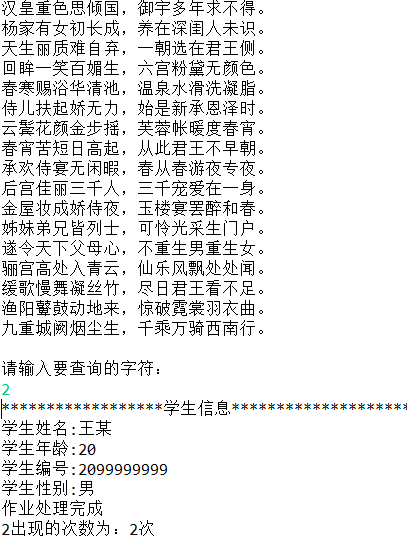 汉皇重色思倾国，御宇多年求不得。
杨家有女初长成，养在深闺人未识。
天生丽质难自弃，一朝选在君王侧。
回眸一笑百媚生，六宫粉黛无颜色。
春寒赐浴华清池，温泉水滑洗凝脂。
侍儿扶起娇无力，始是新承恩泽时。
云鬓花颜金步摇，芙蓉帐暖度春宵。
春宵苦短日高起，从此君王不早朝。
承欢侍宴无闲暇，春从春游夜专夜。
后宫佳丽三千人，三千宠爱在一身。
金屋妆成娇侍夜，玉楼宴罢醉和春。
姊妹弟兄皆列士，可怜光采生门户。
遂令天下父母心，不重生男重生女。
骊宫高处入青云，仙乐风飘处处闻。
缓歌慢舞凝丝竹，尽日君王看不足。
渔阳鼙鼓动地来，惊破霓裳羽衣曲。
九重城阙烟尘生，千乘万骑西南行。
请输入要查询的字符：
2
******************学生信息********************
学生姓名:王某
学生年龄:20
学生编号:2099999999
学生性别:男
作业处理完成
2出现的次数为：2次